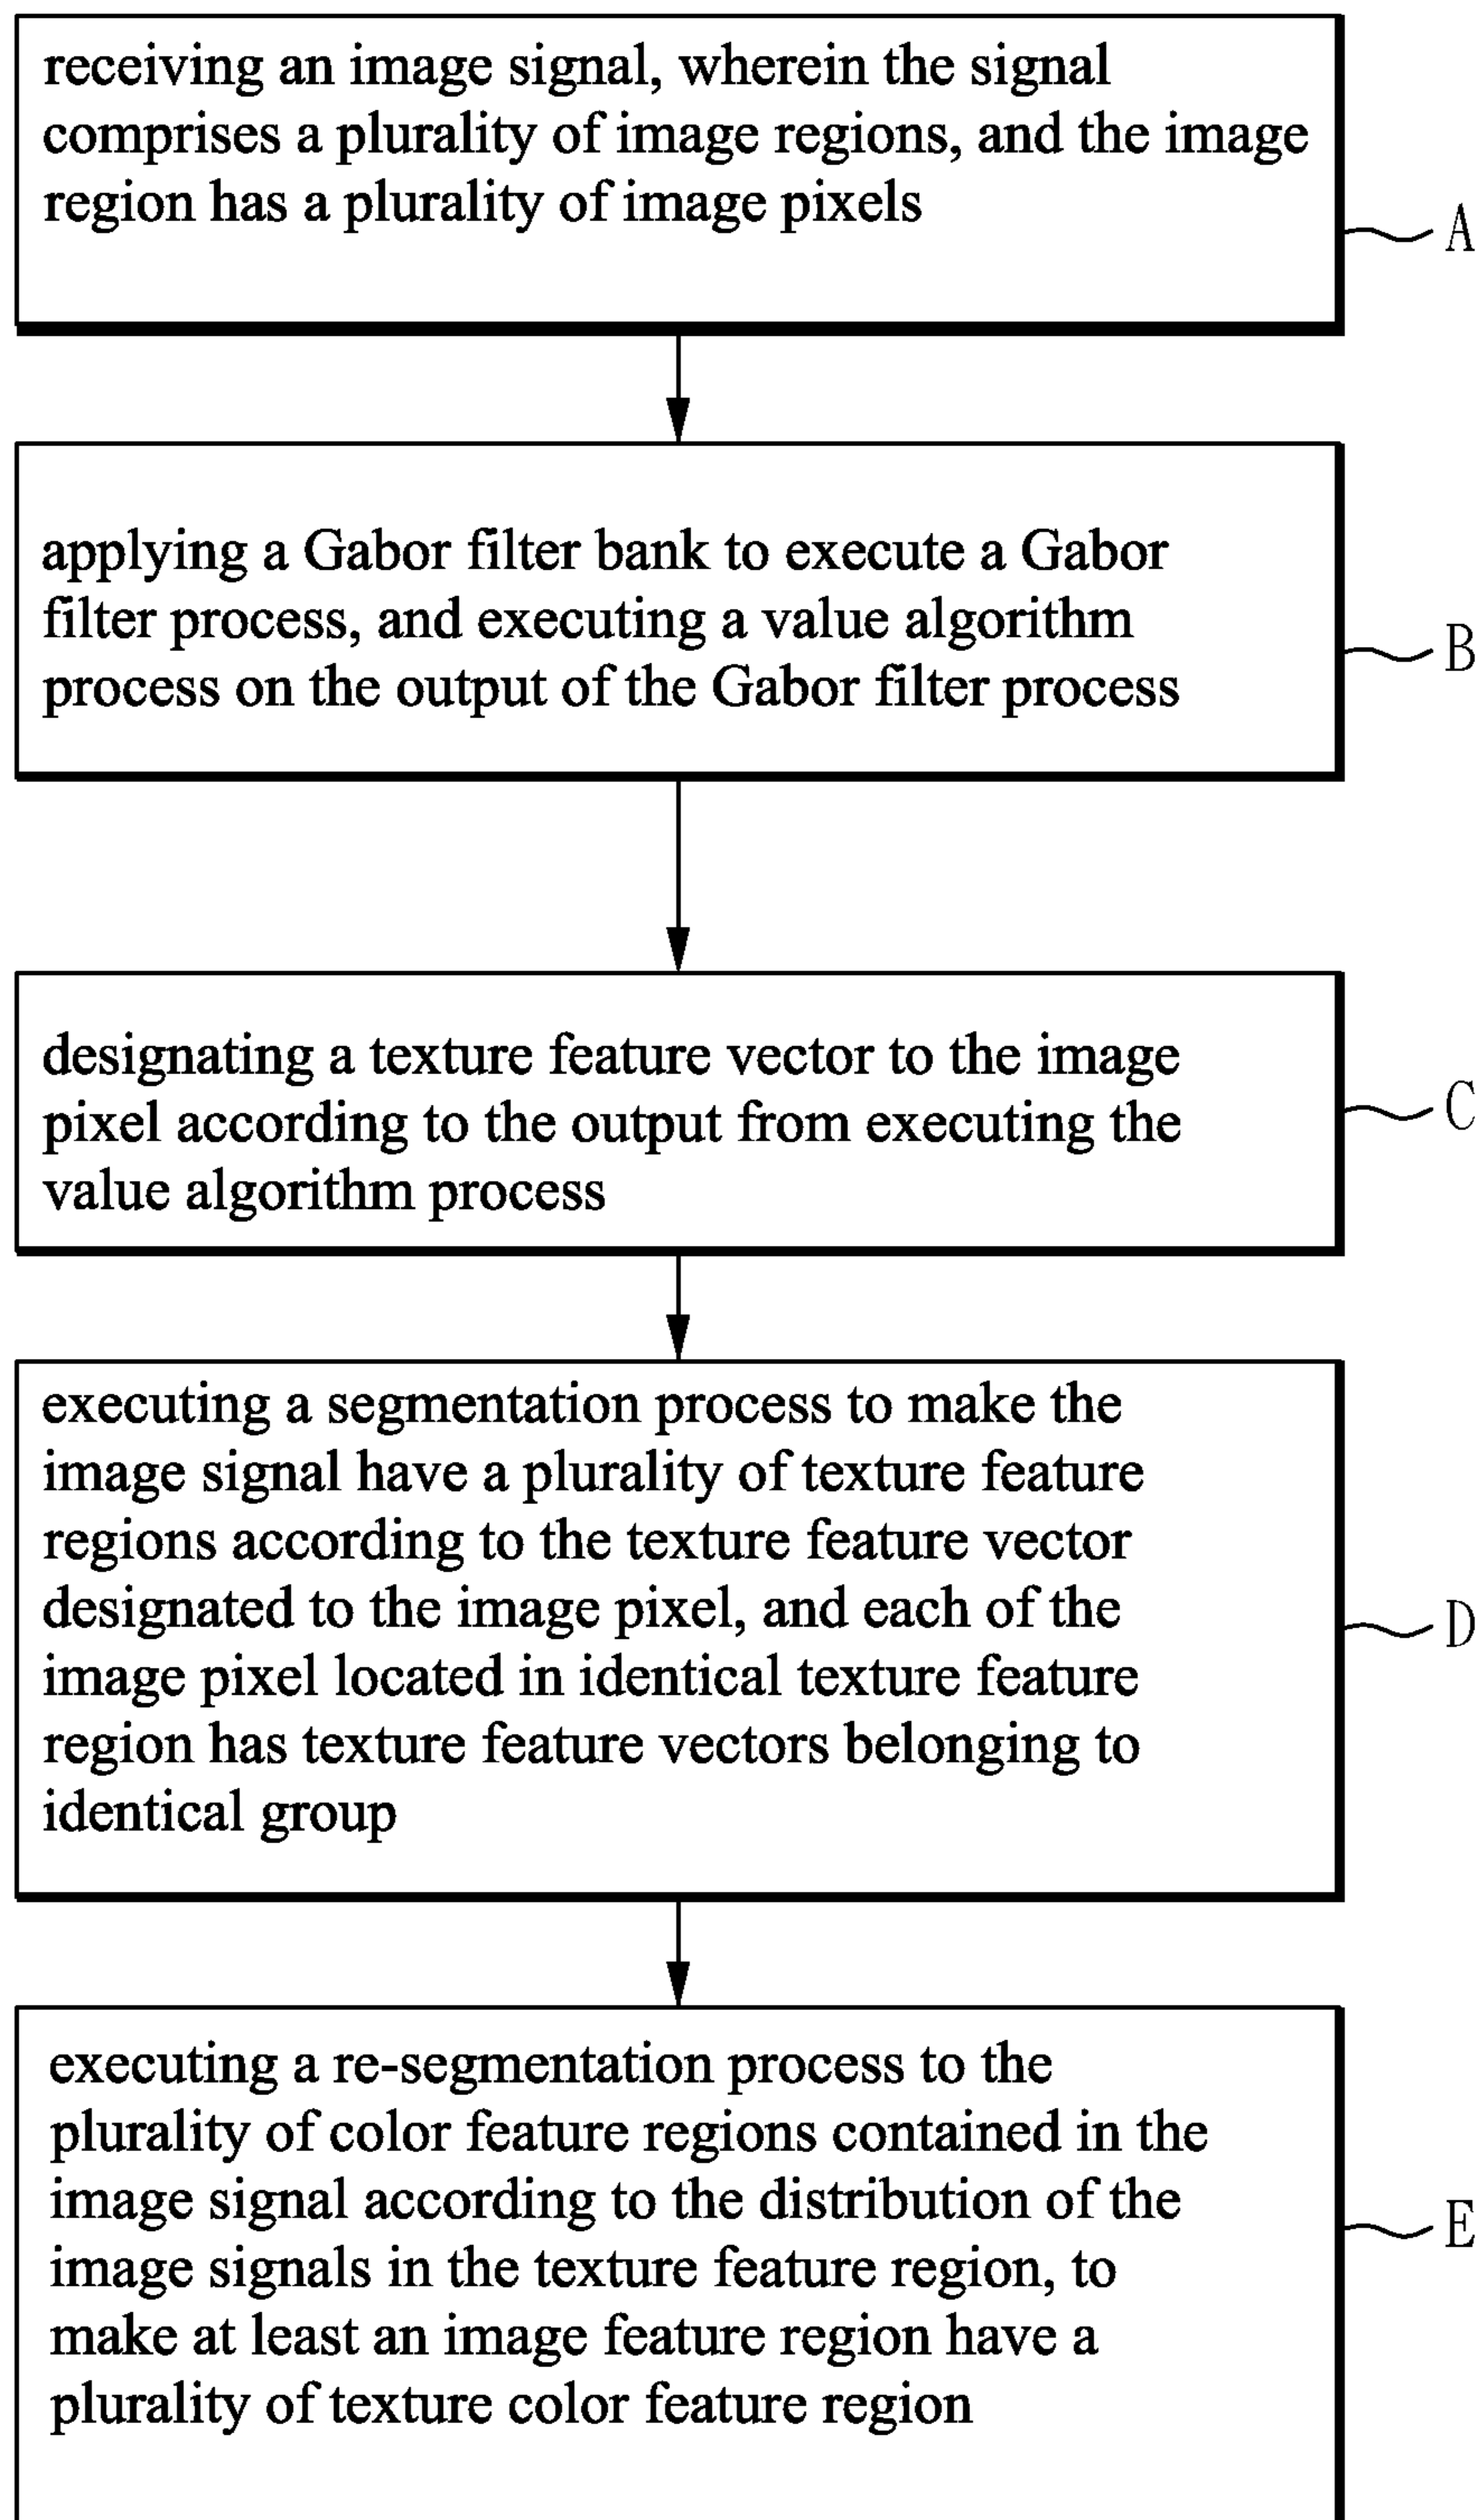 receiving an image signal, wherein the signal
comprises a plurality of image regions, and the image
region has a plurality of image pixels
A
applying a Gabor filter bank to execute a Gabor
filter process, and executing a value algorithm
process on the output of the Gabor filter process
B
designating a texture feature vector to the image
pixel according to the output from executing the
value algorithm process
C
executing a segmentation process to make the
image signal have a plurality of texture feature
regions according to the texture feature vector
designated to the image pixel, and each of the
image pixel located in identical texture feature
region has texture feature vectors belonging to
identical group
D
executing a re-segmentation process to the
plurality of color feature regions contained in the
image signal according to the distribution of the
image signals in the texture feature region, to
make at least an image feature region have a
plurality of texture color feature region
E